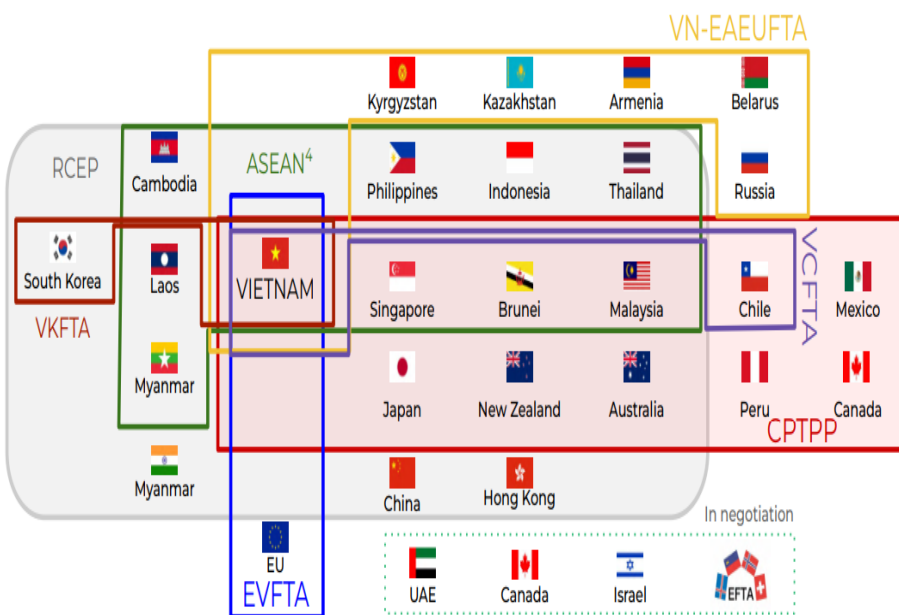 VN-EAEUFTA
Kyrgyzstan
Kazakhstan
Armenia
Belarus
RCEP
Cambodia
ASEAN⁴
Philippines
Indonesia
Thailand
Russia
South Korea
Laos
VIETNAM
Singapore
Brunei
Malaysia
Chile
VCFTA
Mexico
VKFTA
Myanmar
Japan
New Zealand
Australia
Peru
Canada
CPTPP
Myanmar
China
Hong Kong
In negotiation
EU
EVFTA
UAE
Canada
Israel
EFTA